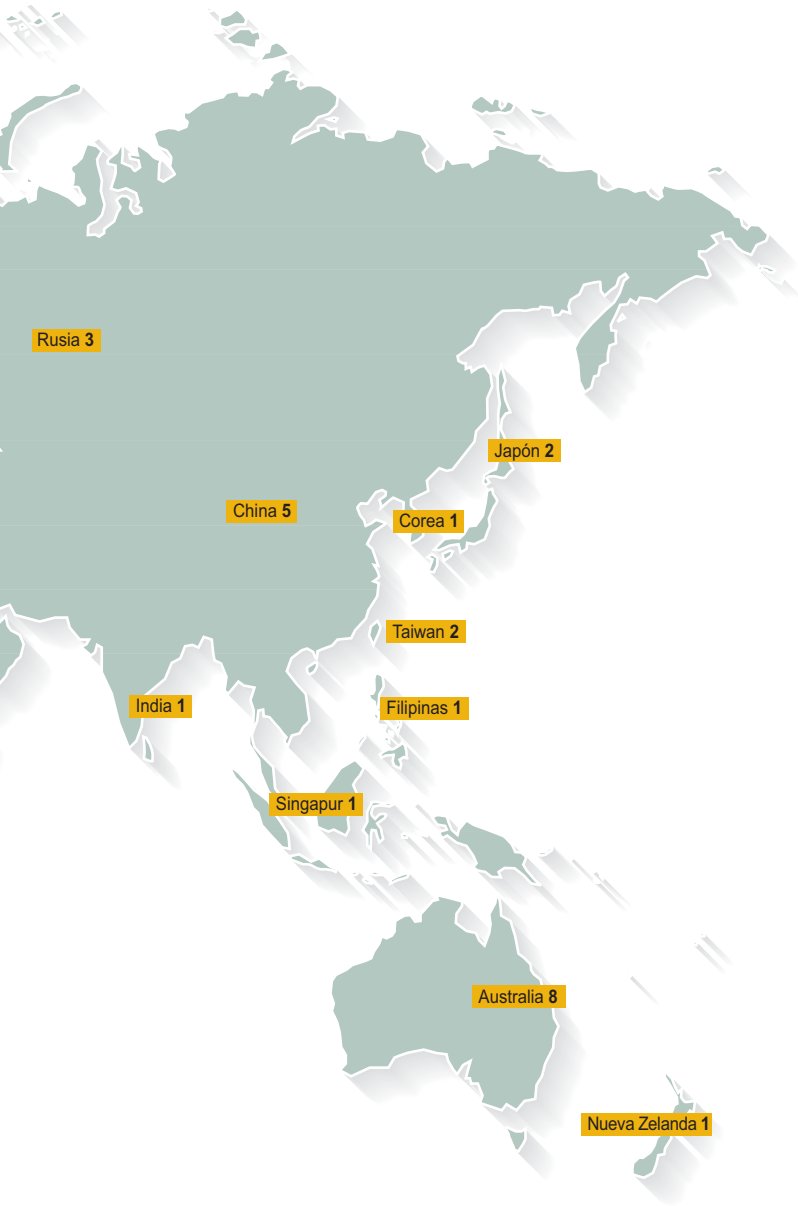 Rusia 3
Japón 2
China 5
Corea 1
Taiwan 2
India 1
Filipinas 1
Singapur 1
Australia 8
Nueva Zelanda 1